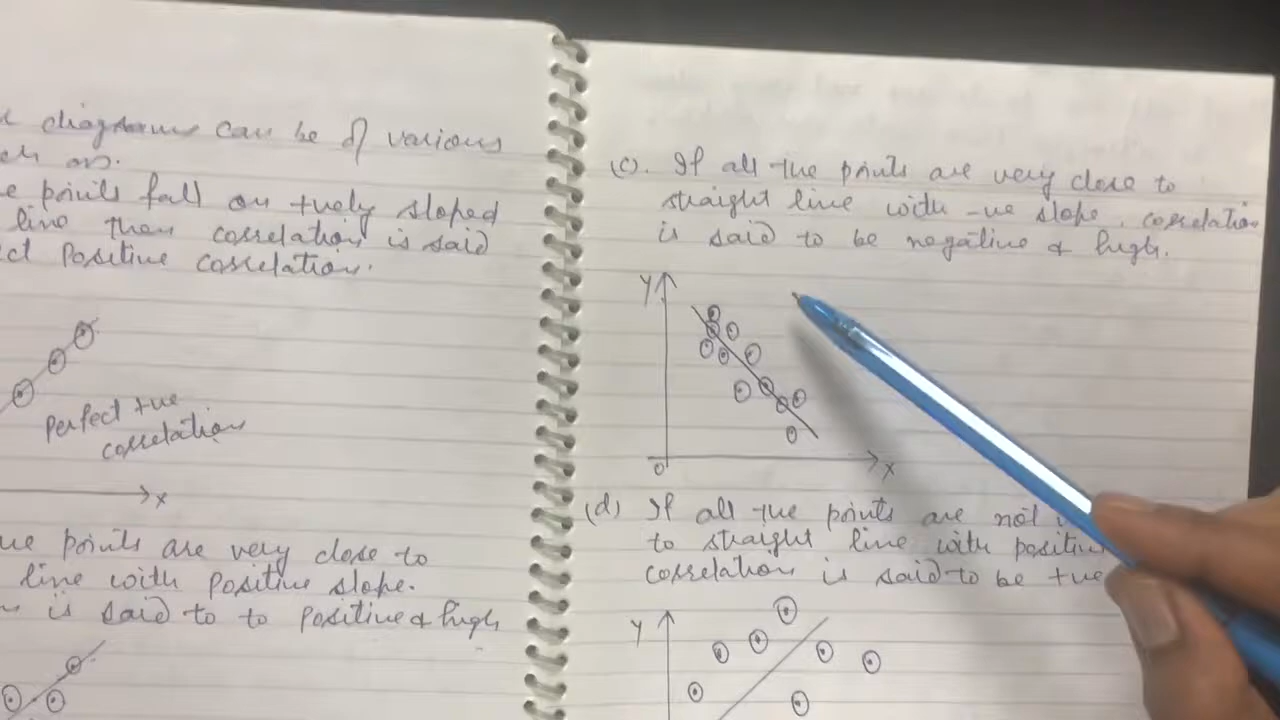 diagrams can be of various
as.
e points fall on +vely sloped
line then correlation is said
ct Positive correlation.
Perfect +ve
correlation
x
ve points are very close to
line with positive slope.
n is said to to positive & high
(c). If all the points are very close to
straight line with -ve slope, correlation
is said to be negative & high.
Y
0
x
(d) If all the points are not
to straight line with positive
correlation is said to be +ve
Y